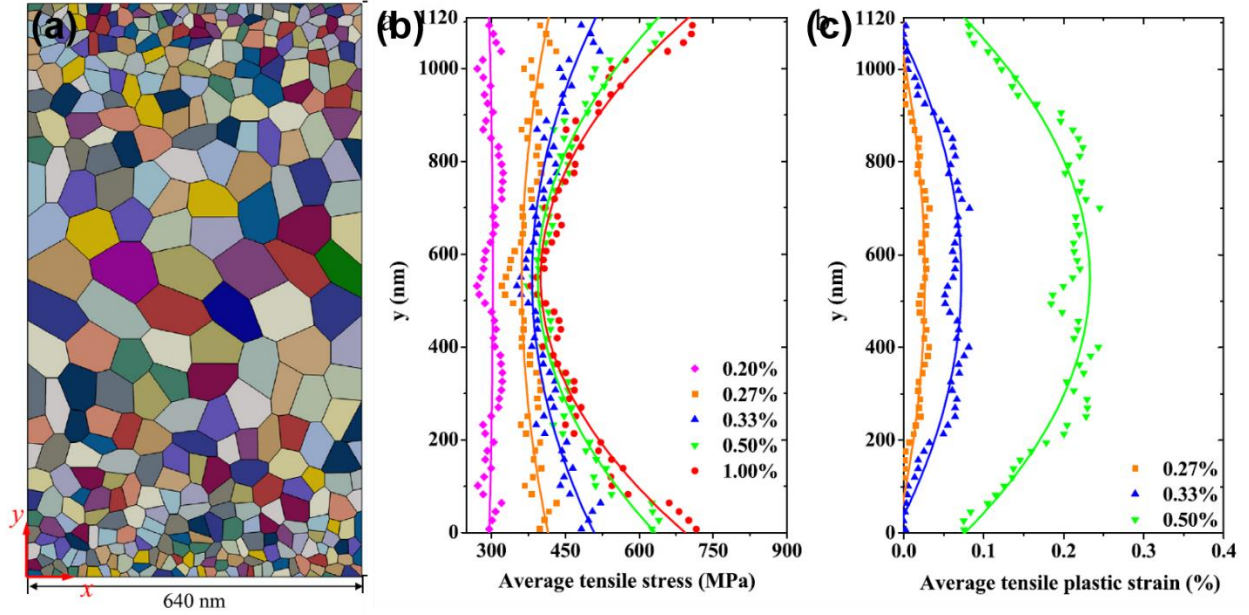 (a)
y
x
640 nm
(b)
1120
1000
800
600
400
200
0
y (nm)
0.20%
0.27%
0.33%
0.50%
1.00%
300 450 600 750 900
Average tensile stress (MPa)
b
(c)
1120
1000
800
600
400
200
0
y (nm)
0.27%
0.33%
0.50%
0.0 0.1 0.2 0.3 0.4
Average tensile plastic strain (%)